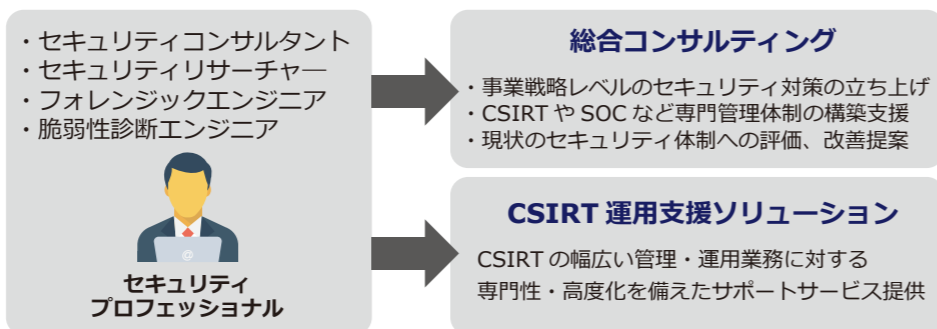 ・セキュリティコンサルタント
・セキュリティリサーチャ―
・フォレンジックエンジニア
・脆弱性診断エンジニア
@
セキュリティ
プロフェッショナル
総合コンサルティング
・事業戦略レベルのセキュリティ対策の立ち上げ
・CSIRT や SOC など専門管理体制の構築支援
・現状のセキュリティ体制への評価、改善提案
CSIRT 運用支援ソリューション
CSIRT の幅広い管理・運用業務に対する
専門性・高度化を備えたサポートサービス提供